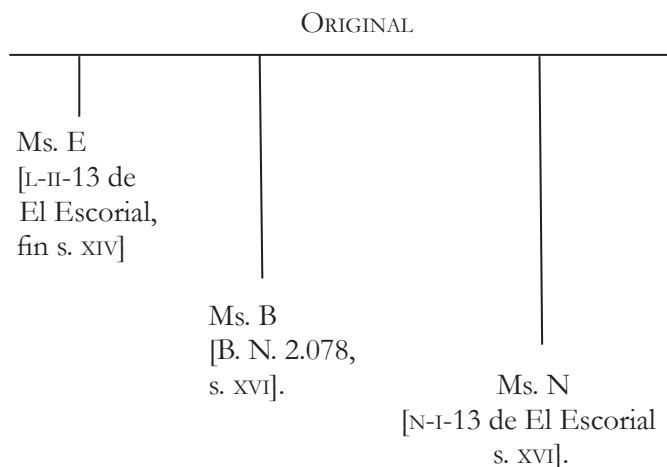 ORIGINAL
Ms. E
[L-II-13 de
El Escorial,
fin s. XIV]
Ms. B
[B. N. 2.078,
s. XVI].
Ms. N
[N-I-13 de El Escorial
s. XVI].